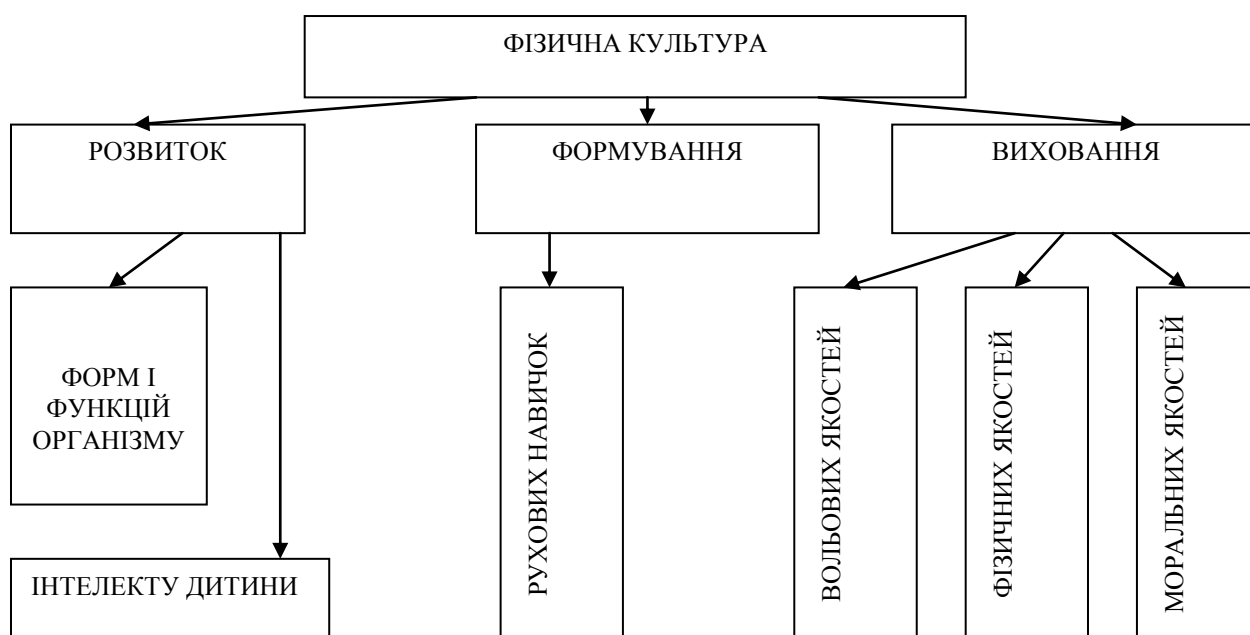 ФІЗИЧНА КУЛЬТУРА
РОЗВИТОК
ФОРМУВАННЯ
ВИХОВАННЯ
ФОРМ І
ФУНКЦІЙ
ОРГАНІЗМУ
ІНТЕЛЕКТУ ДИТИНИ
РУХОВИХ НАВИЧОК
ВОЛЬОВИХ ЯКОСТЕЙ
ФІЗИЧНИХ ЯКОСТЕЙ
МОРАЛЬНИХ ЯКОСТЕЙ